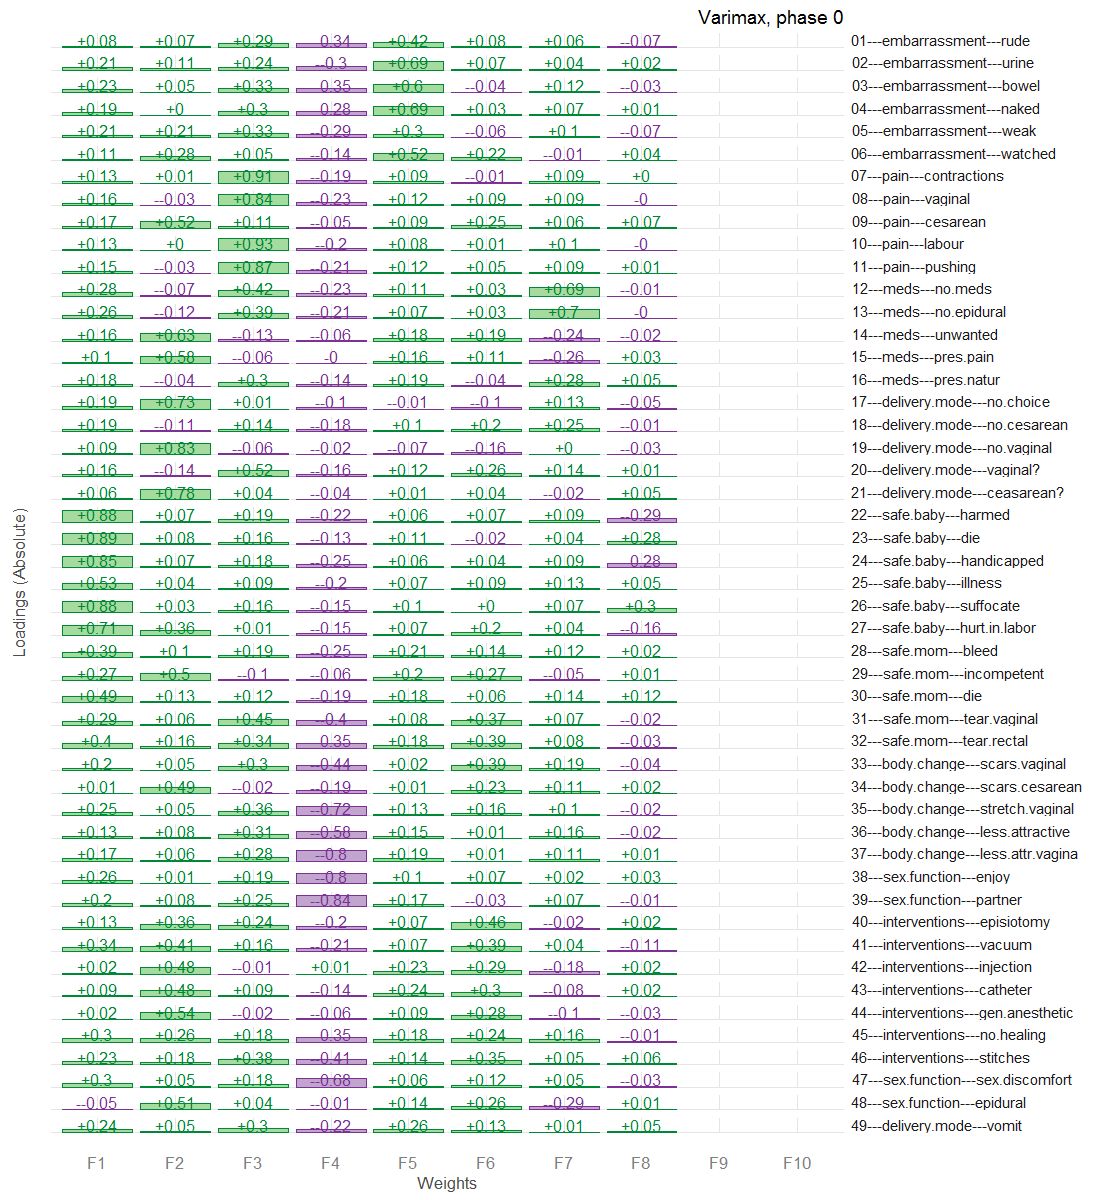 Varimax, phase 0
+0.08 +0.07 +0.29 --0.34 +0.42 +0.08 +0.06 --0.07 01---embarrassment---rude
+0.21 +0.11 +0.24 --0.3 +0.69 +0.07 +0.04 +0.02 02---embarrassment---urine
+0.23 +0.05 +0.33 --0.35 +0.6 --0.04 +0.12 --0.03 03---embarrassment---bowel
+0.19 +0 +0.3 --0.28 +0.69 +0.03 +0.07 +0.01 04---embarrassment---naked
+0.21 +0.21 +0.33 --0.29 +0.3 --0.06 +0.1 --0.07 05---embarrassment---weak
+0.11 +0.28 +0.05 --0.14 +0.52 +0.22 --0.01 +0.04 06---embarrassment---watched
+0.13 +0.01 +0.91 --0.19 +0.09 --0.01 +0.09 +0 07---pain---contractions
+0.16 --0.03 +0.84 --0.23 +0.12 +0.09 +0.09 -0 08---pain---vaginal
+0.17 +0.52 +0.11 --0.05 +0.09 +0.25 +0.06 +0.07 09---pain---cesarean
+0.13 +0 +0.93 --0.2 +0.08 +0.01 +0.1 -0 10---pain---labour
+0.15 --0.03 +0.87 --0.21 +0.12 +0.05 +0.09 +0.01 11---pain---pushing
+0.28 --0.07 +0.42 --0.23 +0.11 +0.03 +0.69 --0.01 12---meds---no.meds
+0.26 --0.12 +0.39 --0.21 +0.07 +0.03 +0.7 -0 13---meds---no.epidural
+0.16 +0.63 --0.13 --0.06 +0.18 +0.19 --0.24 --0.02 14---meds---unwanted
+0.1 +0.58 --0.06 -0 +0.16 +0.11 --0.26 +0.03 15---meds---pres.pain
+0.18 --0.04 +0.3 --0.14 +0.19 --0.04 +0.28 +0.05 16---meds---pres.natur
+0.19 +0.73 +0.01 --0.1 --0.01 --0.1 +0.13 --0.05 17---delivery.mode---no.choice
+0.19 --0.11 +0.14 --0.18 +0.1 +0.2 +0.25 --0.01 18---delivery.mode---no.cesarean
+0.09 +0.83 --0.06 --0.02 --0.07 --0.16 +0 --0.03 19---delivery.mode---no.vaginal
+0.16 --0.14 +0.52 --0.16 +0.12 +0.26 +0.14 +0.01 20---delivery.mode---vaginal?
+0.06 +0.78 +0.04 --0.04 +0.01 +0.04 --0.02 +0.05 21---delivery.mode---ceasarean?
+0.88 +0.07 +0.19 --0.22 +0.06 +0.07 +0.09 --0.29 22---safe.baby---harmed
+0.89 +0.08 +0.16 --0.13 +0.11 --0.02 +0.04 +0.28 23---safe.baby---die
+0.85 +0.07 +0.18 --0.25 +0.06 +0.04 +0.09 --0.28 24---safe.baby---handicapped
+0.53 +0.04 +0.09 --0.2 +0.07 +0.09 +0.13 +0.05 25---safe.baby---illness
+0.88 +0.03 +0.16 --0.15 +0.1 +0 +0.07 +0.3 26---safe.baby---suffocate
+0.71 +0.36 +0.01 --0.15 +0.07 +0.2 +0.04 --0.16 27---safe.baby---hurt.in.labor
+0.39 +0.1 +0.19 --0.25 +0.21 +0.14 +0.12 +0.02 28---safe.mom---bleed
+0.27 +0.5 --0.1 --0.06 +0.2 +0.27 --0.05 +0.01 29---safe.mom---incompetent
+0.49 +0.13 +0.12 --0.19 +0.18 +0.06 +0.14 +0.12 30---safe.mom---die
+0.29 +0.06 +0.45 --0.4 +0.08 +0.37 +0.07 --0.02 31---safe.mom---tear.vaginal
+0.4 +0.16 +0.34 --0.35 +0.18 +0.39 +0.08 --0.03 32---safe.mom---tear.rectal
+0.2 +0.05 +0.3 --0.44 +0.02 +0.39 +0.19 --0.04 33---body.change---scars.vaginal
+0.01 +0.49 --0.02 --0.19 +0.01 +0.23 +0.11 +0.02 34---body.change---scars.cesarean
+0.25 +0.05 +0.36 --0.72 +0.13 +0.16 +0.1 --0.02 35---body.change---stretch.vaginal
+0.13 +0.08 +0.31 --0.58 +0.15 +0.01 +0.16 --0.02 36---body.change---less.attractive
+0.17 +0.06 +0.28 --0.8 +0.19 +0.01 +0.11 +0.01 37---body.change---less.attr.vagina
+0.26 +0.01 +0.19 --0.8 +0.1 +0.07 +0.02 +0.03 38---sex.function---enjoy
+0.2 +0.08 +0.25 --0.84 +0.17 --0.03 +0.07 --0.01 39---sex.function---partner
+0.13 +0.36 +0.24 --0.2 +0.07 +0.46 --0.02 +0.02 40---interventions---episiotomy
+0.34 +0.41 +0.16 --0.21 +0.07 +0.39 +0.04 --0.11 41---interventions---vacuum
+0.02 +0.48 --0.01 +0.01 +0.23 +0.29 --0.18 +0.02 42---interventions---injection
+0.09 +0.48 +0.09 --0.14 +0.24 +0.3 --0.08 +0.02 43---interventions---catheter
+0.02 +0.54 --0.02 --0.06 +0.09 +0.28 --0.1 --0.03 44---interventions---gen.anesthetic
+0.3 +0.26 +0.18 --0.35 +0.18 +0.24 +0.16 --0.01 45---interventions---no.healing
+0.23 +0.18 +0.38 --0.41 +0.14 +0.35 +0.05 +0.06 46---interventions---stitches
+0.3 +0.05 +0.18 --0.68 +0.06 +0.12 +0.05 --0.03 47---sex.function---sex.discomfort
--0.05 +0.51 +0.04 --0.01 +0.14 +0.26 --0.29 +0.01 48---sex.function---epidural
+0.24 +0.05 +0.3 --0.22 +0.26 +0.13 +0.01 +0.05 49---delivery.mode---vomit
F1 F2 F3 F4 F5 F6 F7 F8 F9 F10
Weights
Loadings (Absolute)